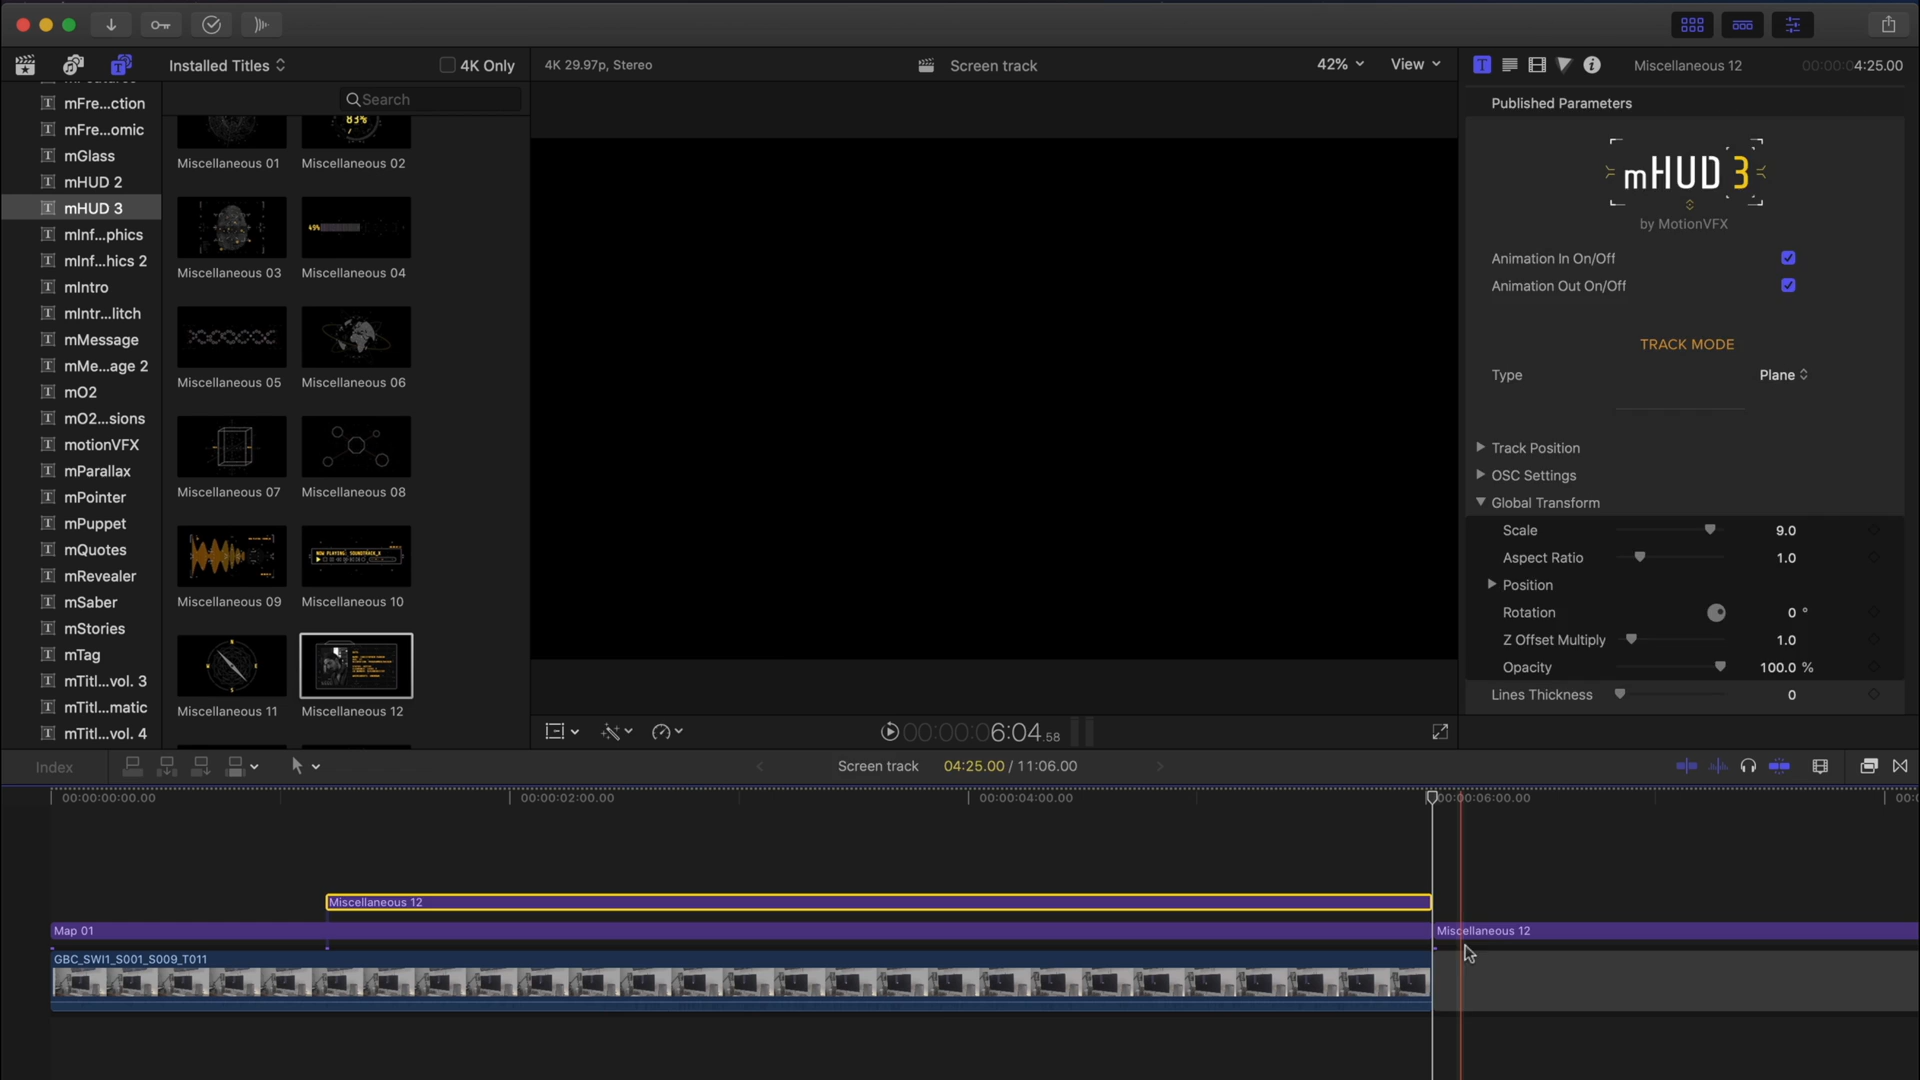 Installed Titles
4K Only
4K 29.97p, Stereo
Screen track
42%
View
Miscellaneous 12
00:00:04:25.00
Search
mFre...ction
mFre...omic
mGlass
mHUD 2
mHUD 3
mInf...phics
mInf...hics 2
mIntro
mIntr...litch
mMessage
mMe...age 2
mO2
mO2...sions
motionVFX
mParallax
mPointer
mPuppet
mQuotes
mRevealer
mSaber
mStories
mTag
mTitl...vol. 3
mTitl...matic
mTitl...vol. 4
83%
Miscellaneous 01
Miscellaneous 02
49%
Miscellaneous 03
Miscellaneous 04
Miscellaneous 05
Miscellaneous 06
Miscellaneous 07
Miscellaneous 08
NOW PLAYING: SOUNDTRACK_X
Miscellaneous 09
Miscellaneous 10
Miscellaneous 11
Miscellaneous 12
Published Parameters
mHUD 3
by MotionVFX
Animation In On/Off
Animation Out On/Off
TRACK MODE
Type
Plane
Track Position
OSC Settings
Global Transform
Scale
9.0
Aspect Ratio
1.0
Position
Rotation
0 °
Z Offset Multiply
1.0
Opacity
100.0 %
Lines Thickness
0
00:00:06:04.58
Index
Screen track
04:25.00 / 11:06.00
00:00:00:00.00
00:00:02:00.00
00:00:04:00.00
00:00:06:00.00
Miscellaneous 12
Map 01
Miscellaneous 12
GBC_SWI1_S001_S009_T011